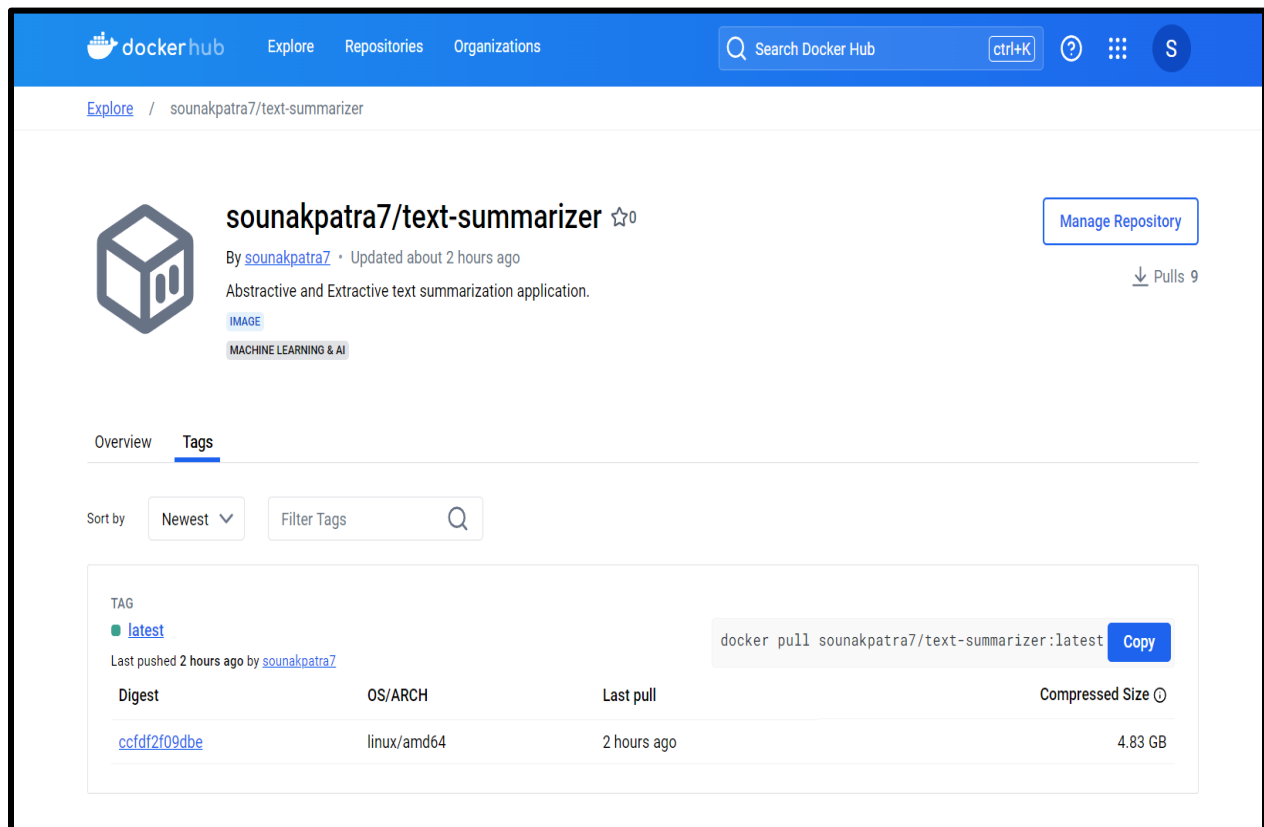 dockerhub Explore Repositories Organizations Search Docker Hub ctrl+K ? S
Explore / sounakpatra7/text-summarizer
sounakpatra7/text-summarizer 0
Manage Repository
By sounakpatra7 • Updated about 2 hours ago
Pulls 9
Abstractive and Extractive text summarization application.
IMAGE
MACHINE LEARNING & AI
Overview Tags
Sort by Newest Filter Tags
TAG
latest
docker pull sounakpatra7/text-summarizer:latest Copy
Last pushed 2 hours ago by sounakpatra7
Digest OS/ARCH Last pull Compressed Size
ccfdf2f09dbe linux/amd64 2 hours ago 4.83 GB